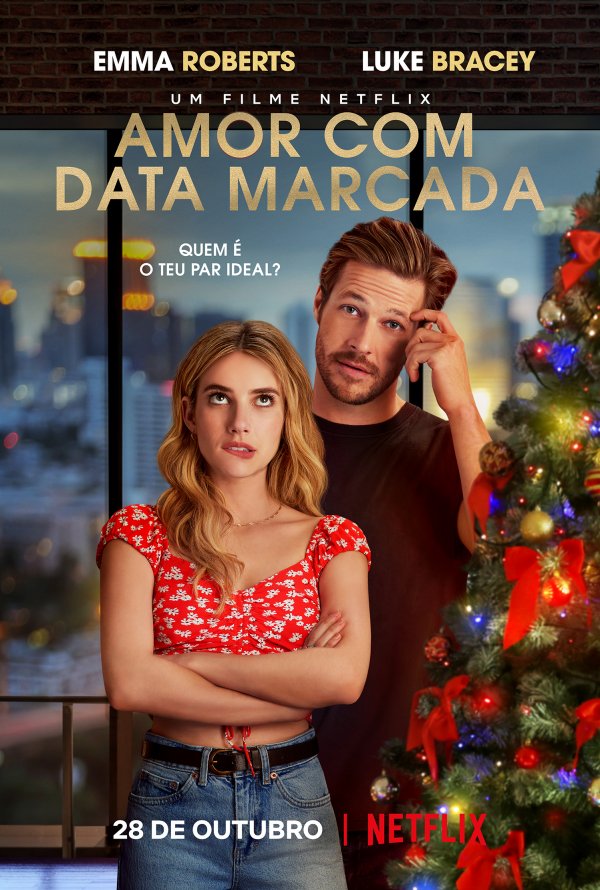 EMMA ROBERTS LUKE BRACEY
UM FILME NETFLIX
AMOR COM
DATA MARCADA
QUEM É
O TEU PAR IDEAL?
28 DE OUTUBRO | NETFLIX